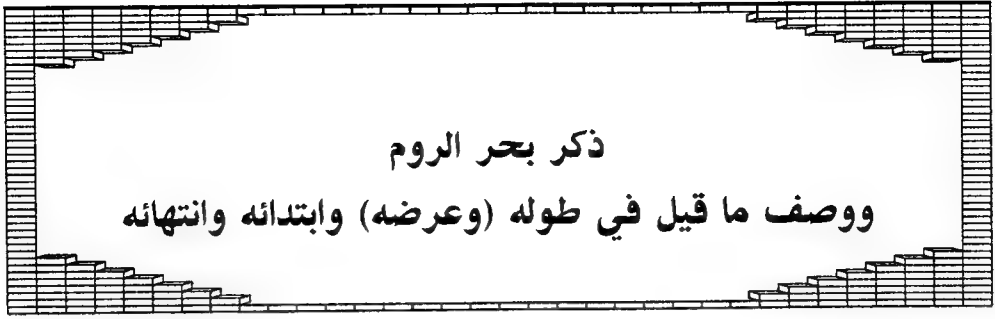 ذكر بحر الروم
ووصف ما قيل في طوله (وعرضه) وابتدائه وانتهائه